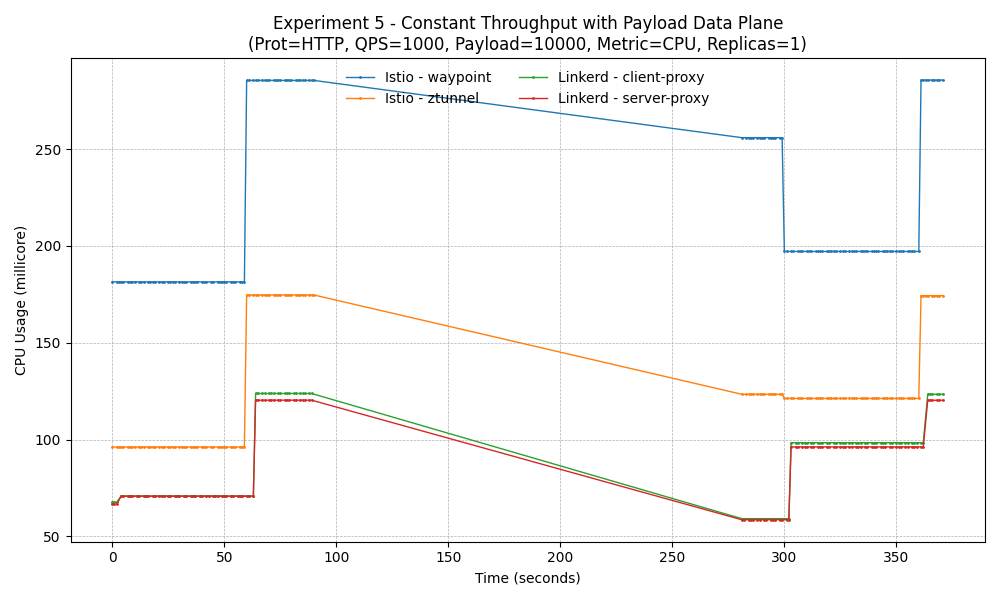 Experiment 5 - Constant Throughput with Payload Data Plane
(Prot=HTTP, QPS=1000, Payload=10000, Metric=CPU, Replicas=1)
Istio - waypoint
Istio - ztunnel
Linkerd - client-proxy
Linkerd - server-proxy
CPU Usage (millicore)
250
200
150
100
50
0
50
100
150
200
250
300
350
Time (seconds)